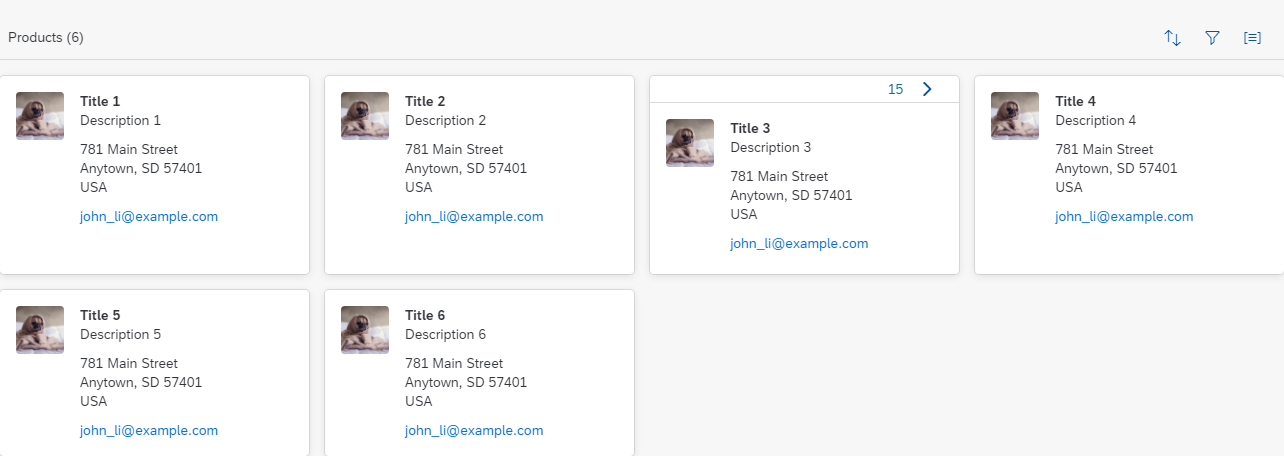 Products (6)
Title 1
Description 1
781 Main Street
Anytown, SD 57401
USA
john_li@example.com
Title 2
Description 2
781 Main Street
Anytown, SD 57401
USA
john_li@example.com
15
Title 3
Description 3
781 Main Street
Anytown, SD 57401
USA
john_li@example.com
Title 4
Description 4
781 Main Street
Anytown, SD 57401
USA
john_li@example.com
Title 5
Description 5
781 Main Street
Anytown, SD 57401
USA
john_li@example.com
Title 6
Description 6
781 Main Street
Anytown, SD 57401
USA
john_li@example.com